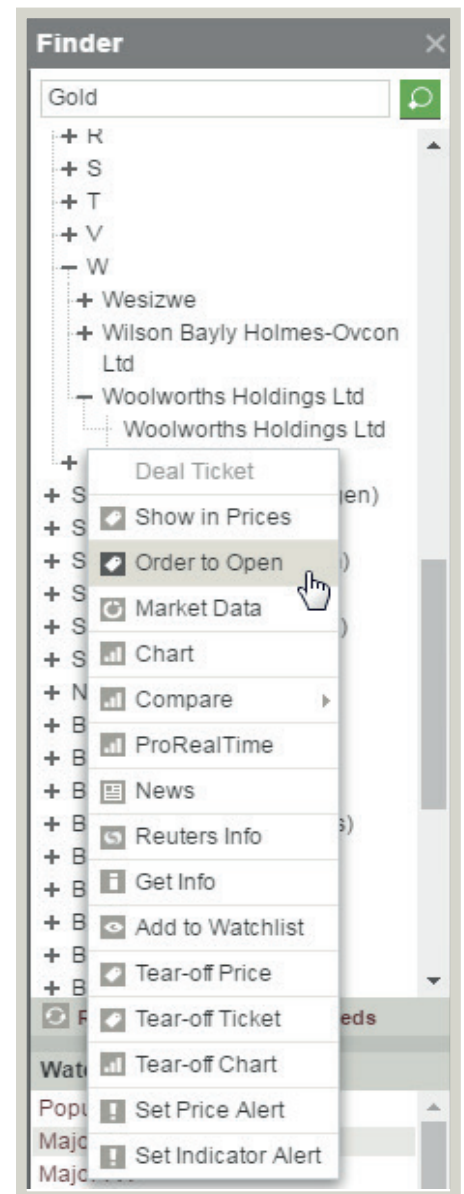 Finder
Gold
R
S
T
V
W
Wesizwe
Wilson Bayly Holmes-Ovcon
Ltd
Woolworths Holdings Ltd
Woolworths Holdings Ltd
Deal Ticket
S
Show in Prices
S
S
Order to Open
S
Market Data
S
S
Chart
N
Compare
B
B
ProRealTime
B
News
B
Reuters Info
B
B
Get Info
B
Add to Watchlist
B
B
Tear-off Price
Tear-off Ticket
eds
Tear-off Chart
Set Price Alert
Set Indicator Alert